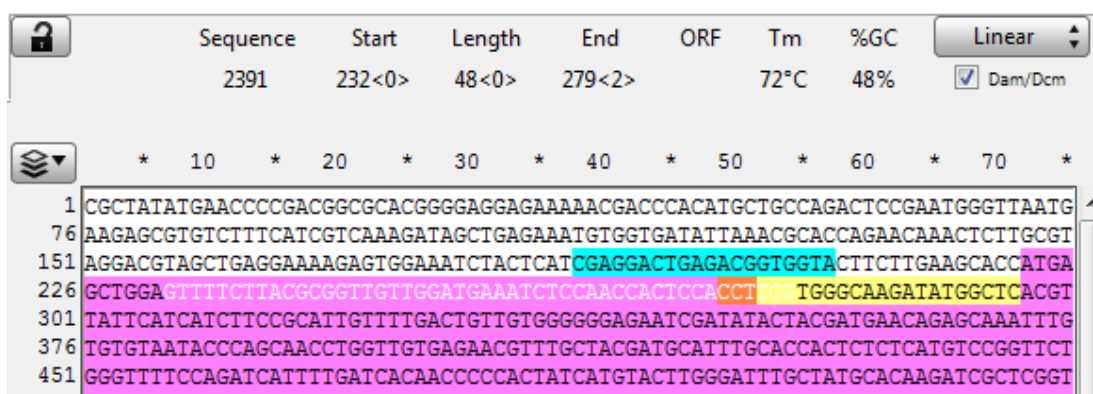 Sequence Start Length End ORF Tm %GC Linear
2391 232<0> 48<0> 279<2> 72°C 48% Dam/Dcm
* 10 * 20 * 30 * 40 * 50 * 60 * 70 *
1 CGCTATATGAACCCCGACGGCGCACGGGGAGGAGAAAAACGACCCACATGCTGCCAGACTCCGAATGGGTTAATG
76 AAGAGCGTGTCTTTCATCGTCAAAGATAGCTGAGAAATGTGGTGATATTAAACGCACCAGAACAAACTCTTGCGT
151 AGGACGTAGCTGAGGAAAAGAGTGGAAATCTACTCATCGAGGACTGAGACGGTGGTACTTCTTGAAGCACCATGA
226 GCTGGAGTTTTCTTACGCGGTTGTTGGATGAAATCTCCAACCACTCCACCTTCGTGGGCAAGATATGGCTCACGT
301 TATTCATCATCTTCCGCATTGTTTTGACTGTTGTGGGGGGAGAATCGATATACTACGATGAACAGAGCAAATTTG
376 TGTGTAATACCCAGCAACCTGGTTGTGAGAACGTTTGCTACGATGCATTTGCACCACTCTCTCATGTCCGGTTCT
451 GGGTTTTCCAGATCATTTTGATCACAACCCCCACTATCATGTACTTGGGATTTGCTATGCACAAGATCGCTCGGT